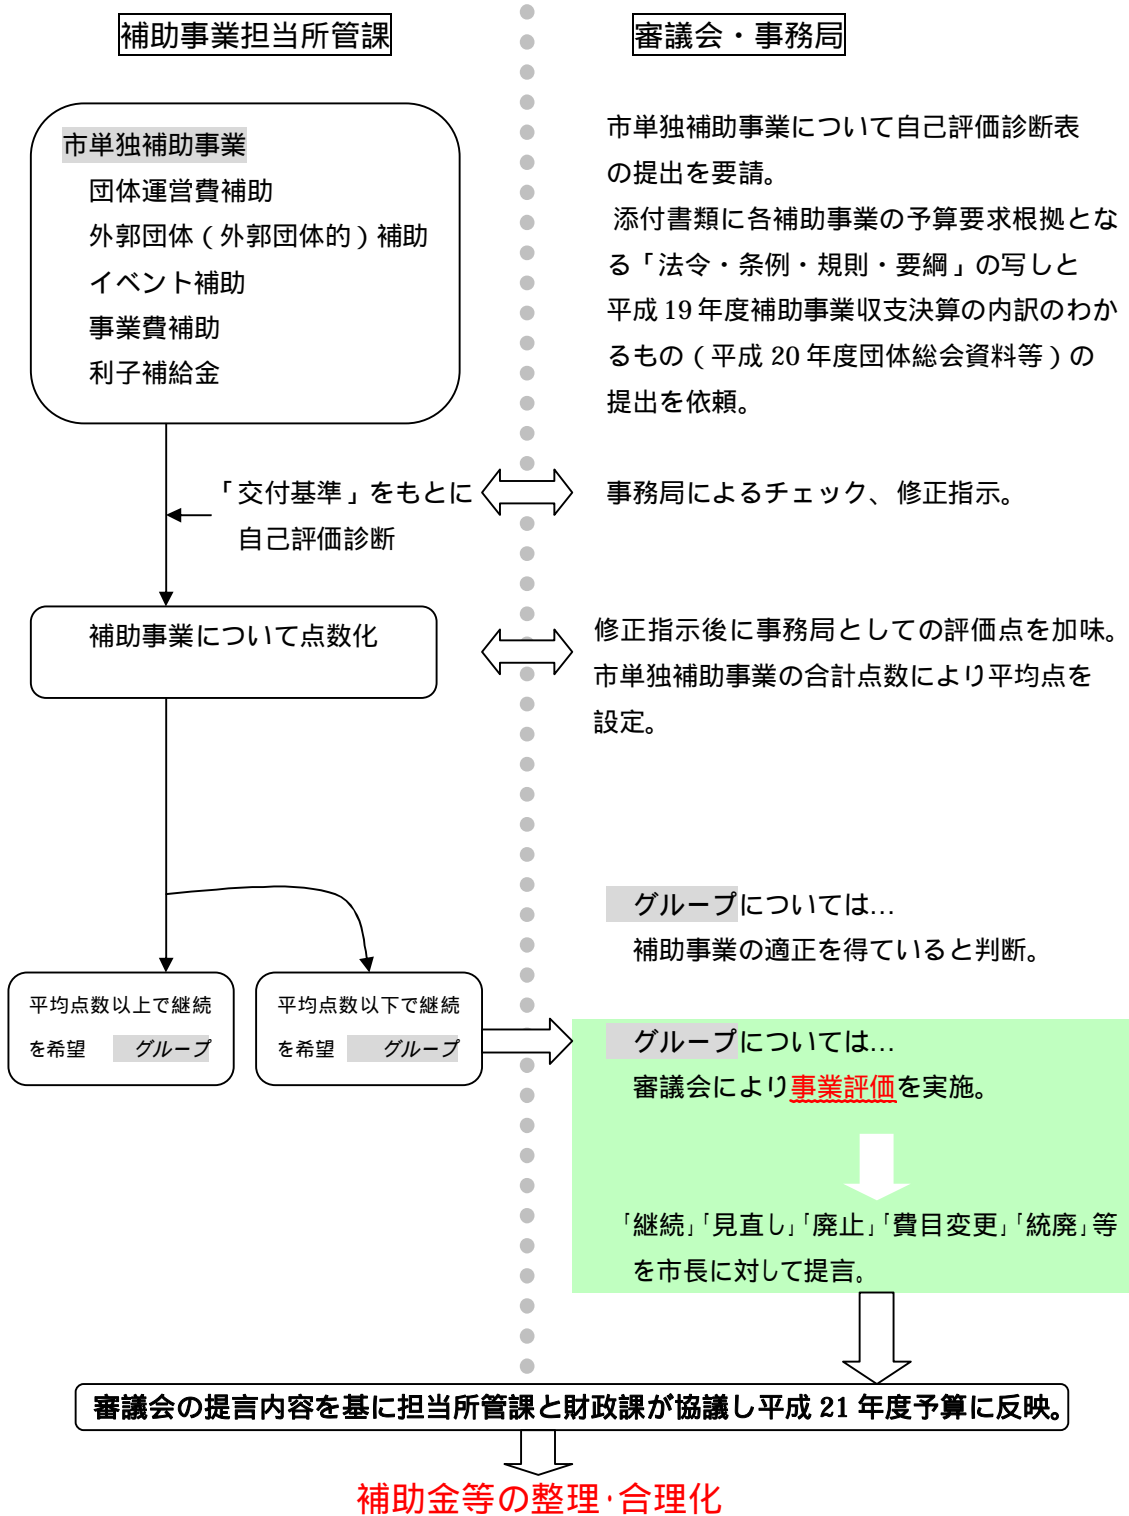 補助事業担当所管課
審議会・事務局
市単独補助事業
団体運営費補助
外郭団体(外郭団体的)補助
イベント補助
事業費補助
利子補給金
市単独補助事業について自己評価診断表
の提出を要請。
添付書類に各補助事業の予算要求根拠とな
る「法令・条例・規則・要綱」の写しと
平成19年度補助事業収支決算の内訳のわか
るもの(平成20年度団体総会資料等)の
提出を依頼。
「交付基準」をもとに
自己評価診断
事務局によるチェック、修正指示。
補助事業について点数化
修正指示後に事務局としての評価点を加味。
市単独補助事業の合計点数により平均点を
設定。
グループについては…
補助事業の適正を得ていると判断。
平均点数以上で継続
を希望 グループ
平均点数以下で継続
を希望 グループ
グループについては…
審議会により事業評価を実施。
「継続」「見直し」「廃止」「費目変更」「統廃」等
を市長に対して提言。
審議会の提言内容を基に担当所管課と財政課が協議し平成21年度予算に反映。
補助金等の整理・合理化